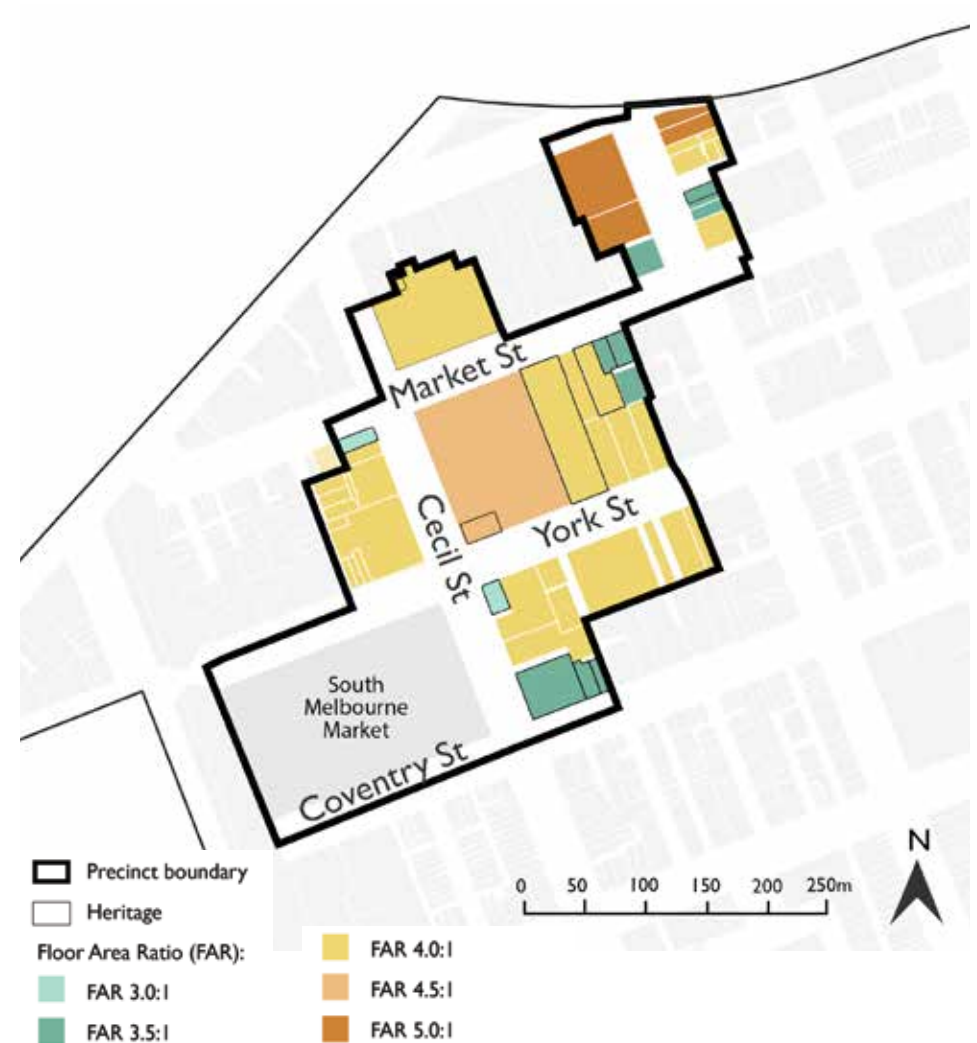 Market St
Cecil St
York St
South
Melbourne
Market
Coventry St
N
0 50 100 150 200 250m
Precinct boundary
Heritage
Floor Area Ratio (FAR):
FAR 3.0:1
FAR 3.5:1
FAR 4.0:1
FAR 4.5:1
FAR 5.0:1